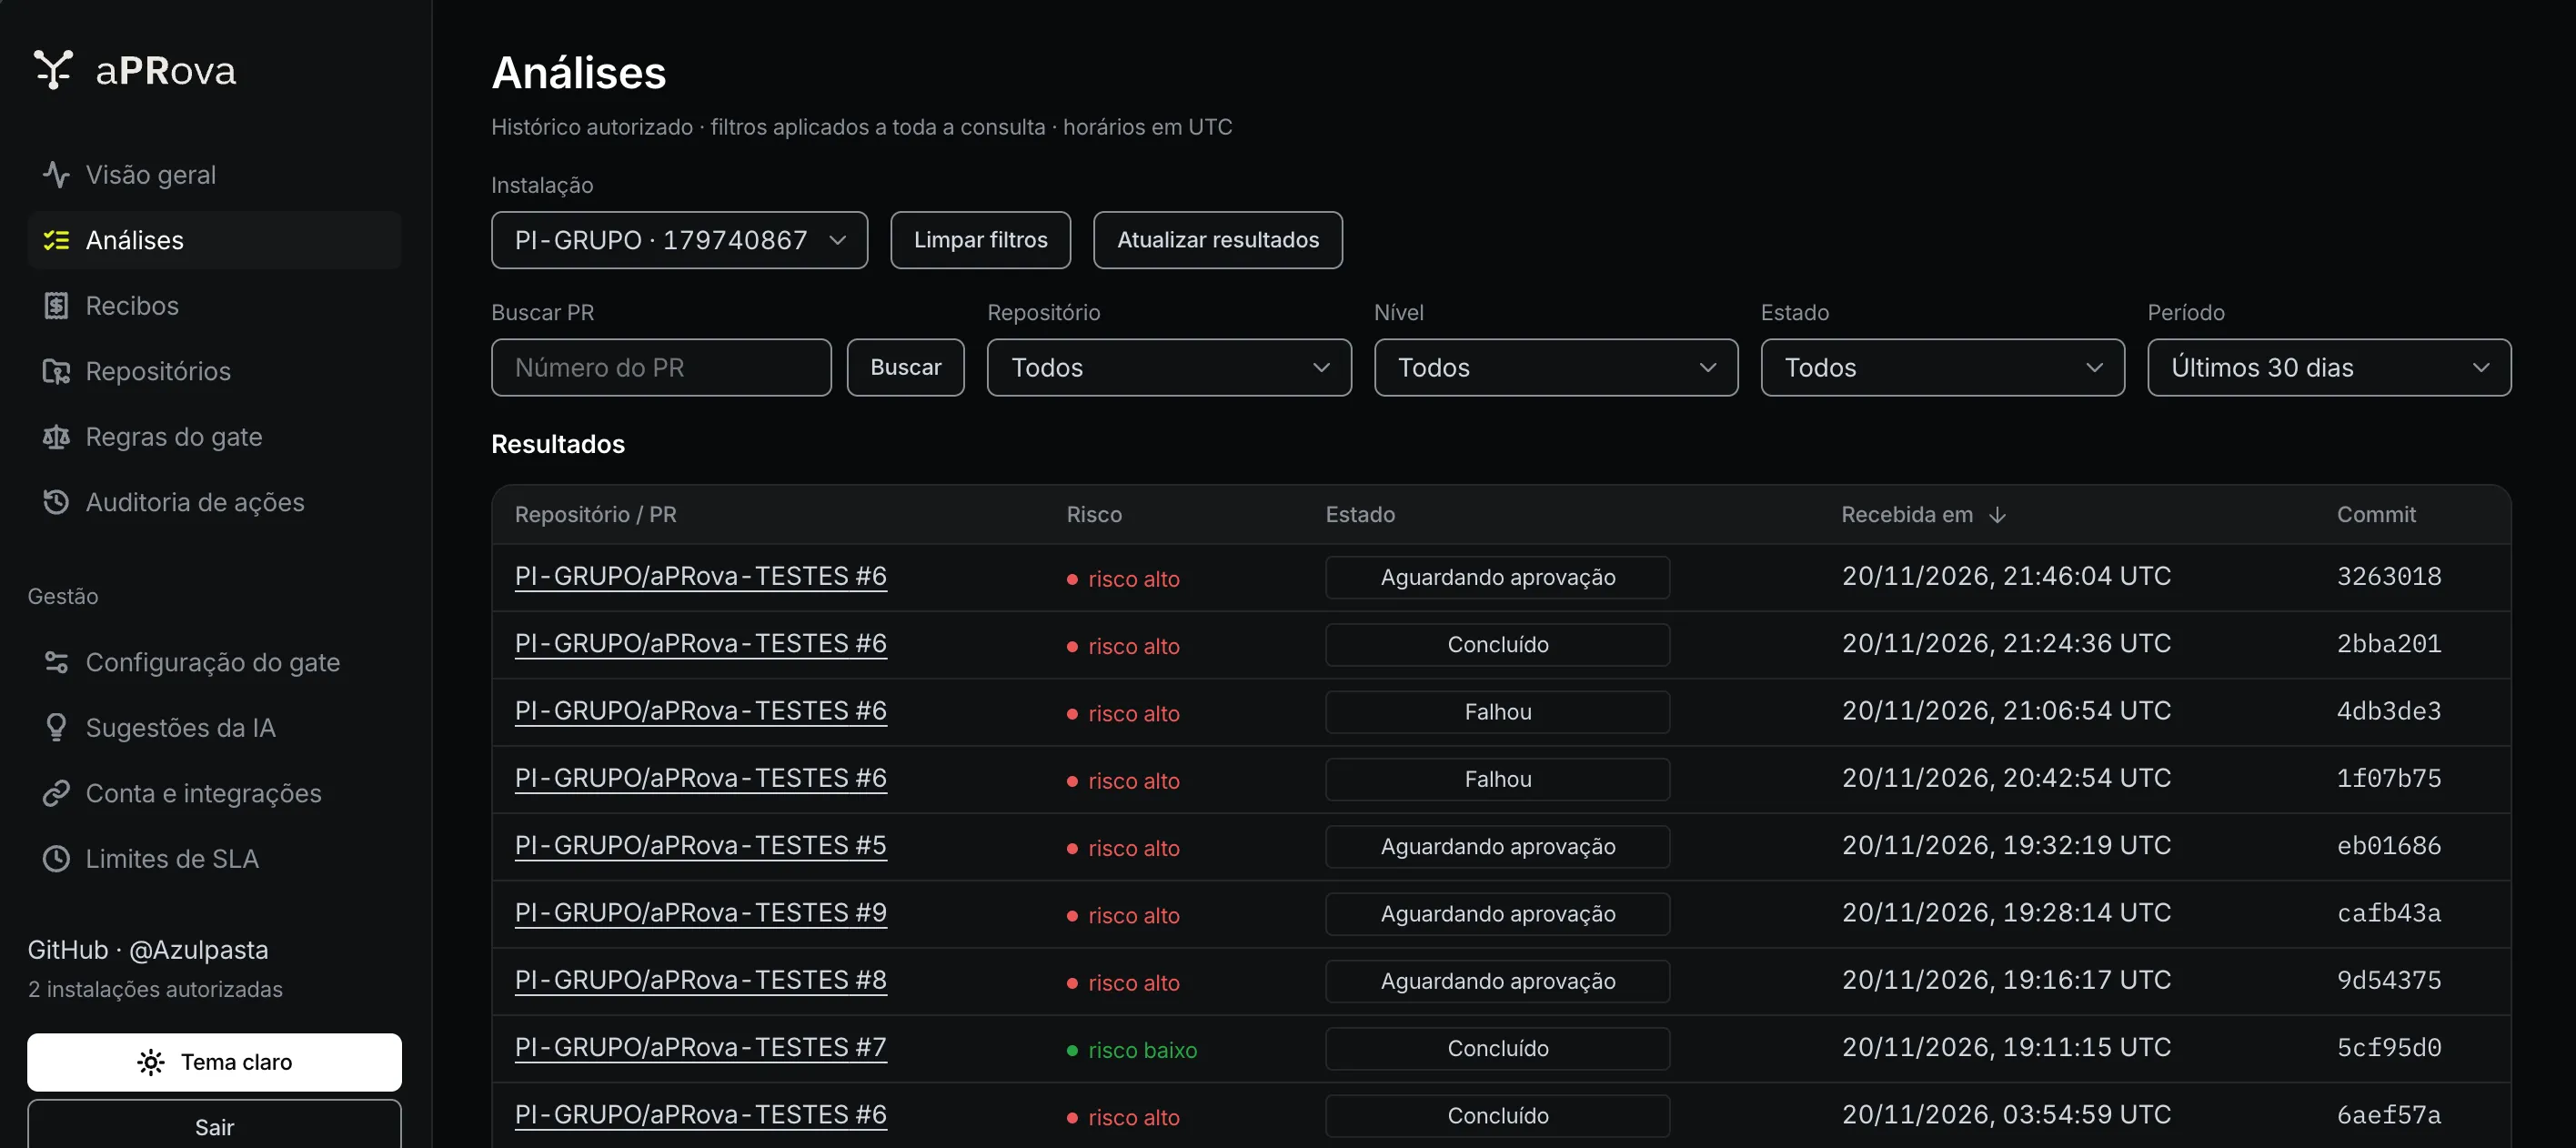 aPRova
Visão geral
Análises
Recibos
Repositórios
Regras do gate
Auditoria de ações
Gestão
Configuração do gate
Sugestões da IA
Conta e integrações
Limites de SLA
GitHub · @Azulpasta
2 instalações autorizadas
Tema claro
Sair
Análises
Histórico autorizado · filtros aplicados a toda a consulta · horários em UTC
Instalação
PI-GRUPO · 179740867 Limpar filtros Atualizar resultados
Buscar PR Repositório Nível Estado Período
Número do PR Buscar Todos Todos Todos Últimos 30 dias
Resultados
Repositório / PR Risco Estado Recebida em ↓ Commit
PI-GRUPO/aPRova-TESTES #6 risco alto Aguardando aprovação 20/11/2026, 21:46:04 UTC 3263018
PI-GRUPO/aPRova-TESTES #6 risco alto Concluído 20/11/2026, 21:24:36 UTC 2bba201
PI-GRUPO/aPRova-TESTES #6 risco alto Falhou 20/11/2026, 21:06:54 UTC 4db3de3
PI-GRUPO/aPRova-TESTES #6 risco alto Falhou 20/11/2026, 20:42:54 UTC 1f07b75
PI-GRUPO/aPRova-TESTES #5 risco alto Aguardando aprovação 20/11/2026, 19:32:19 UTC eb01686
PI-GRUPO/aPRova-TESTES #9 risco alto Aguardando aprovação 20/11/2026, 19:28:14 UTC cafb43a
PI-GRUPO/aPRova-TESTES #8 risco alto Aguardando aprovação 20/11/2026, 19:16:17 UTC 9d54375
PI-GRUPO/aPRova-TESTES #7 risco baixo Concluído 20/11/2026, 19:11:15 UTC 5cf95d0
PI-GRUPO/aPRova-TESTES #6 risco alto Concluído 20/11/2026, 03:54:59 UTC 6aef57a